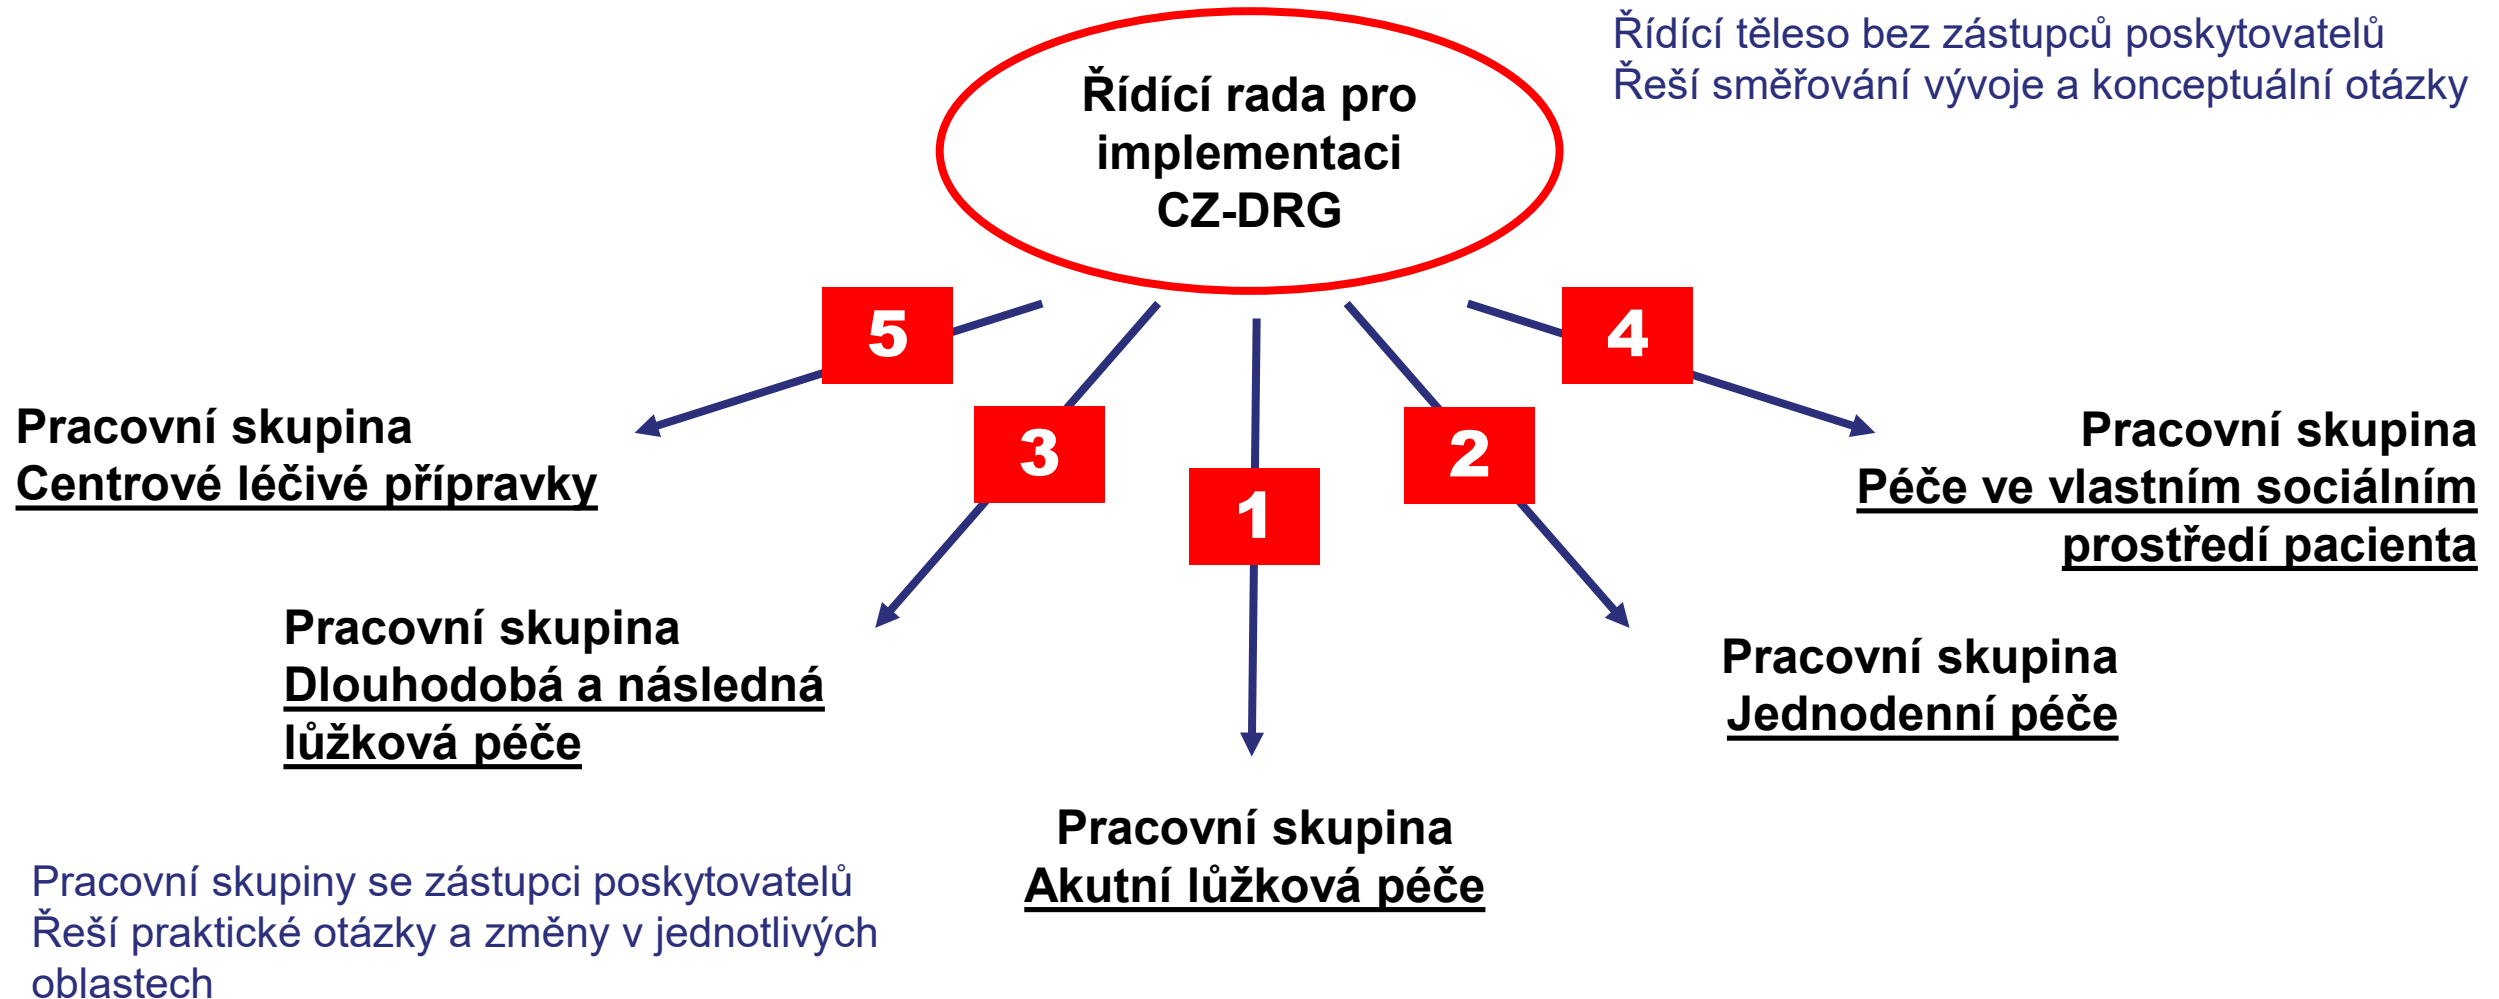 Řídící těleso bez zástupců poskytovatelů
Řeší směřování vývoje a konceptuální otázky
Řídící rada pro
implementaci
CZ-DRG
5
4
3
2
1
Pracovní skupina
Centrové léčivé přípravky
Pracovní skupina
Péče ve vlastním sociálním
prostředí pacienta
Pracovní skupina
Dlouhodobá a následná
lůžková péče
Pracovní skupina
Jednodenní péče
Pracovní skupina
Akutní lůžková péče
Pracovní skupiny se zástupci poskytovatelů
Řeší praktické otázky a změny v jednotlivých
oblastech